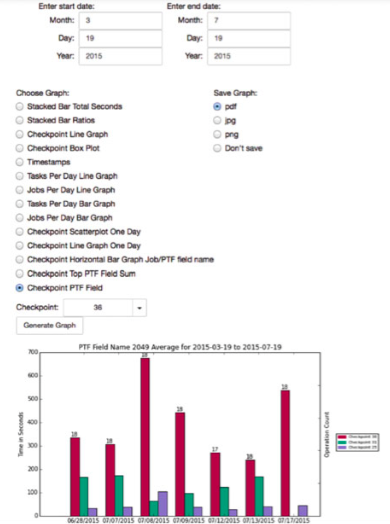 Enter start date: Enter end date:
Month: 3 Month: 7
Day: 19 Day: 19
Year: 2015 Year: 2015
Choose Graph: Save Graph:
Stacked Bar Total Seconds pdf
Stacked Bar Ratios jpg
Checkpoint Line Graph png
Checkpoint Box Plot Don't save
Timestamps
Tasks Per Day Line Graph
Jobs Per Day Line Graph
Tasks Per Day Bar Graph
Jobs Per Day Bar Graph
Checkpoint Scatterplot One Day
Checkpoint Line Graph One Day
Checkpoint Horizontal Bar Graph Job/PTF field name
Checkpoint Top PTF Field Sum
Checkpoint PTF Field
Checkpoint: 36
Generate Graph
PTF Field Name 2049 Average for 2015-03-19 to 2015-07-19
700
600
500
400
300
200
100
0
Time in Seconds
18 18 18 18 17 18 18
Operation Count
06/28/2015 07/07/2015 07/08/2015 07/09/2015 07/12/2015 07/13/2015 07/17/2015